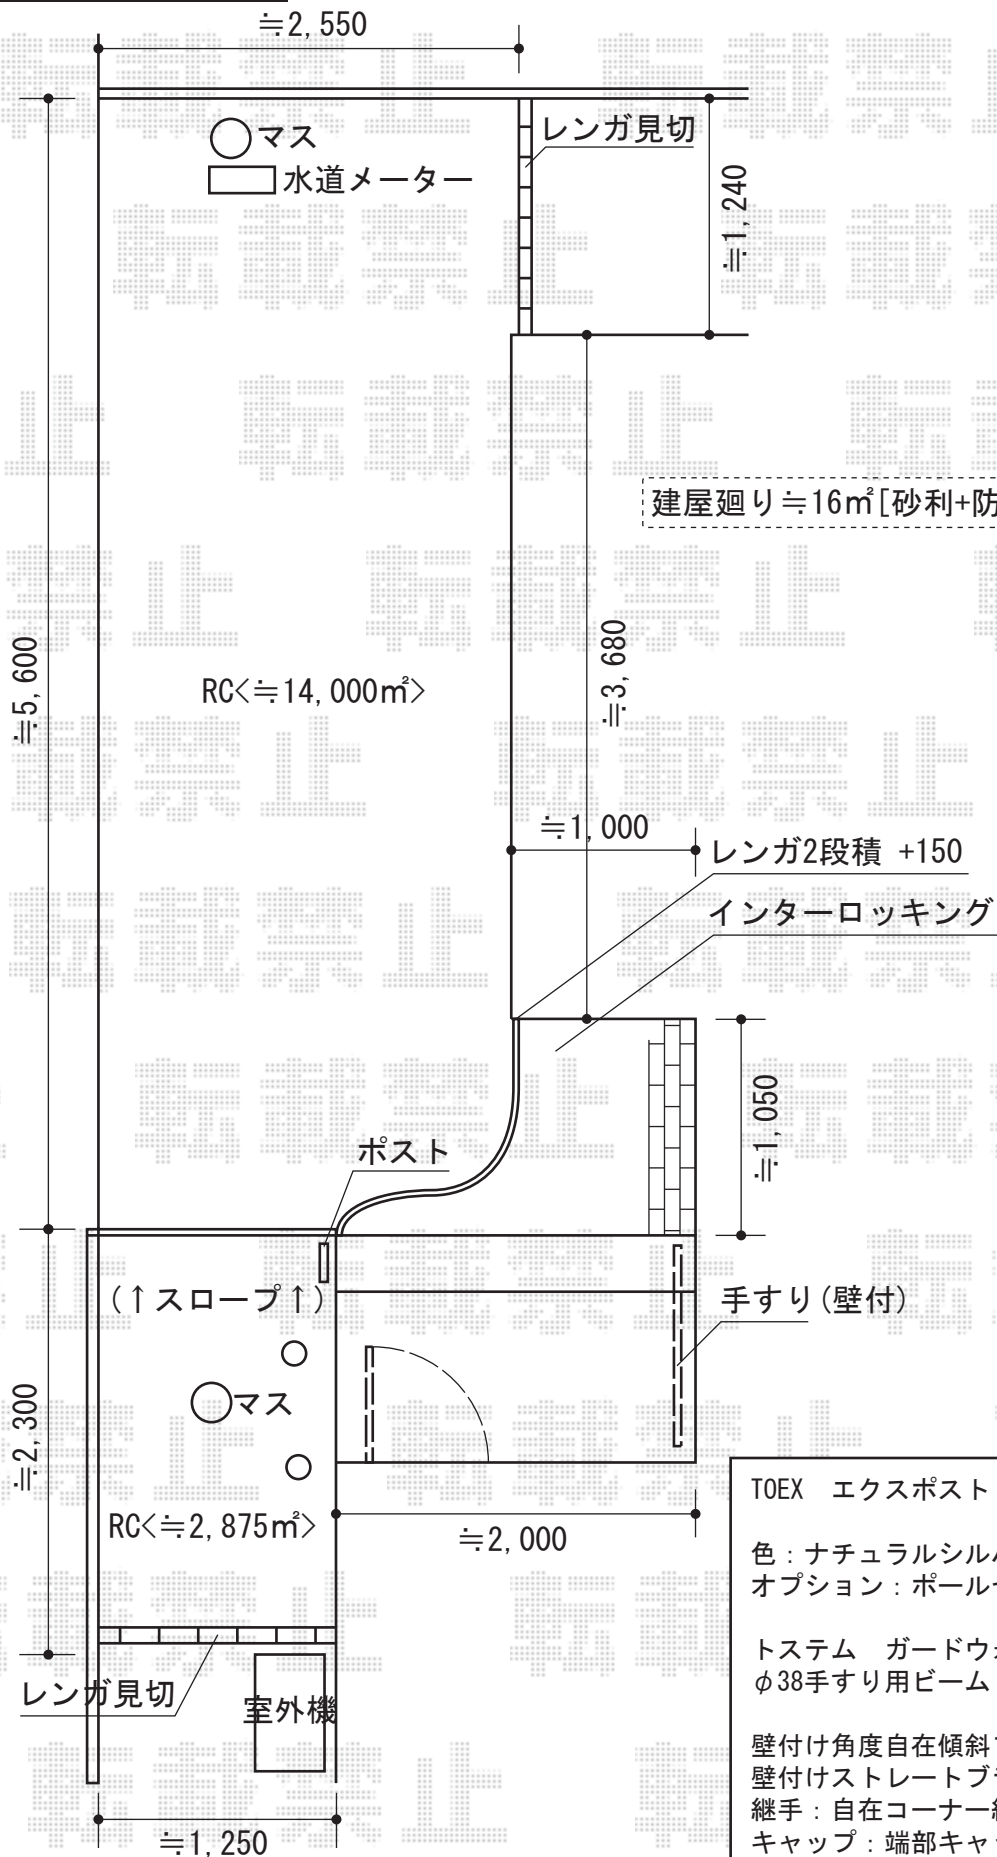 ≒2,550
マス
水道メーター
レンガ見切
≒1,240
建屋廻り≒16㎡[砂利+防
≒5,600
≒3,680
RC<≒14,000㎡>
≒1,000
レンガ2段積 +150
インターロッキング
≒1,050
ポスト
(↑スロープ↑)
手すり(壁付)
マス
≒2,300
RC<≒2,875㎡>
≒2,000
レンガ見切
室外機
≒1,250
TOEX エクスポスト
色：ナチュラルシルバ
オプション：ポール
トステム ガードウォ
φ38手すり用ビーム
壁付け角度自在傾斜
壁付けストレートブ
継手：自在コーナー
キャップ：端部キャッ
転載禁止